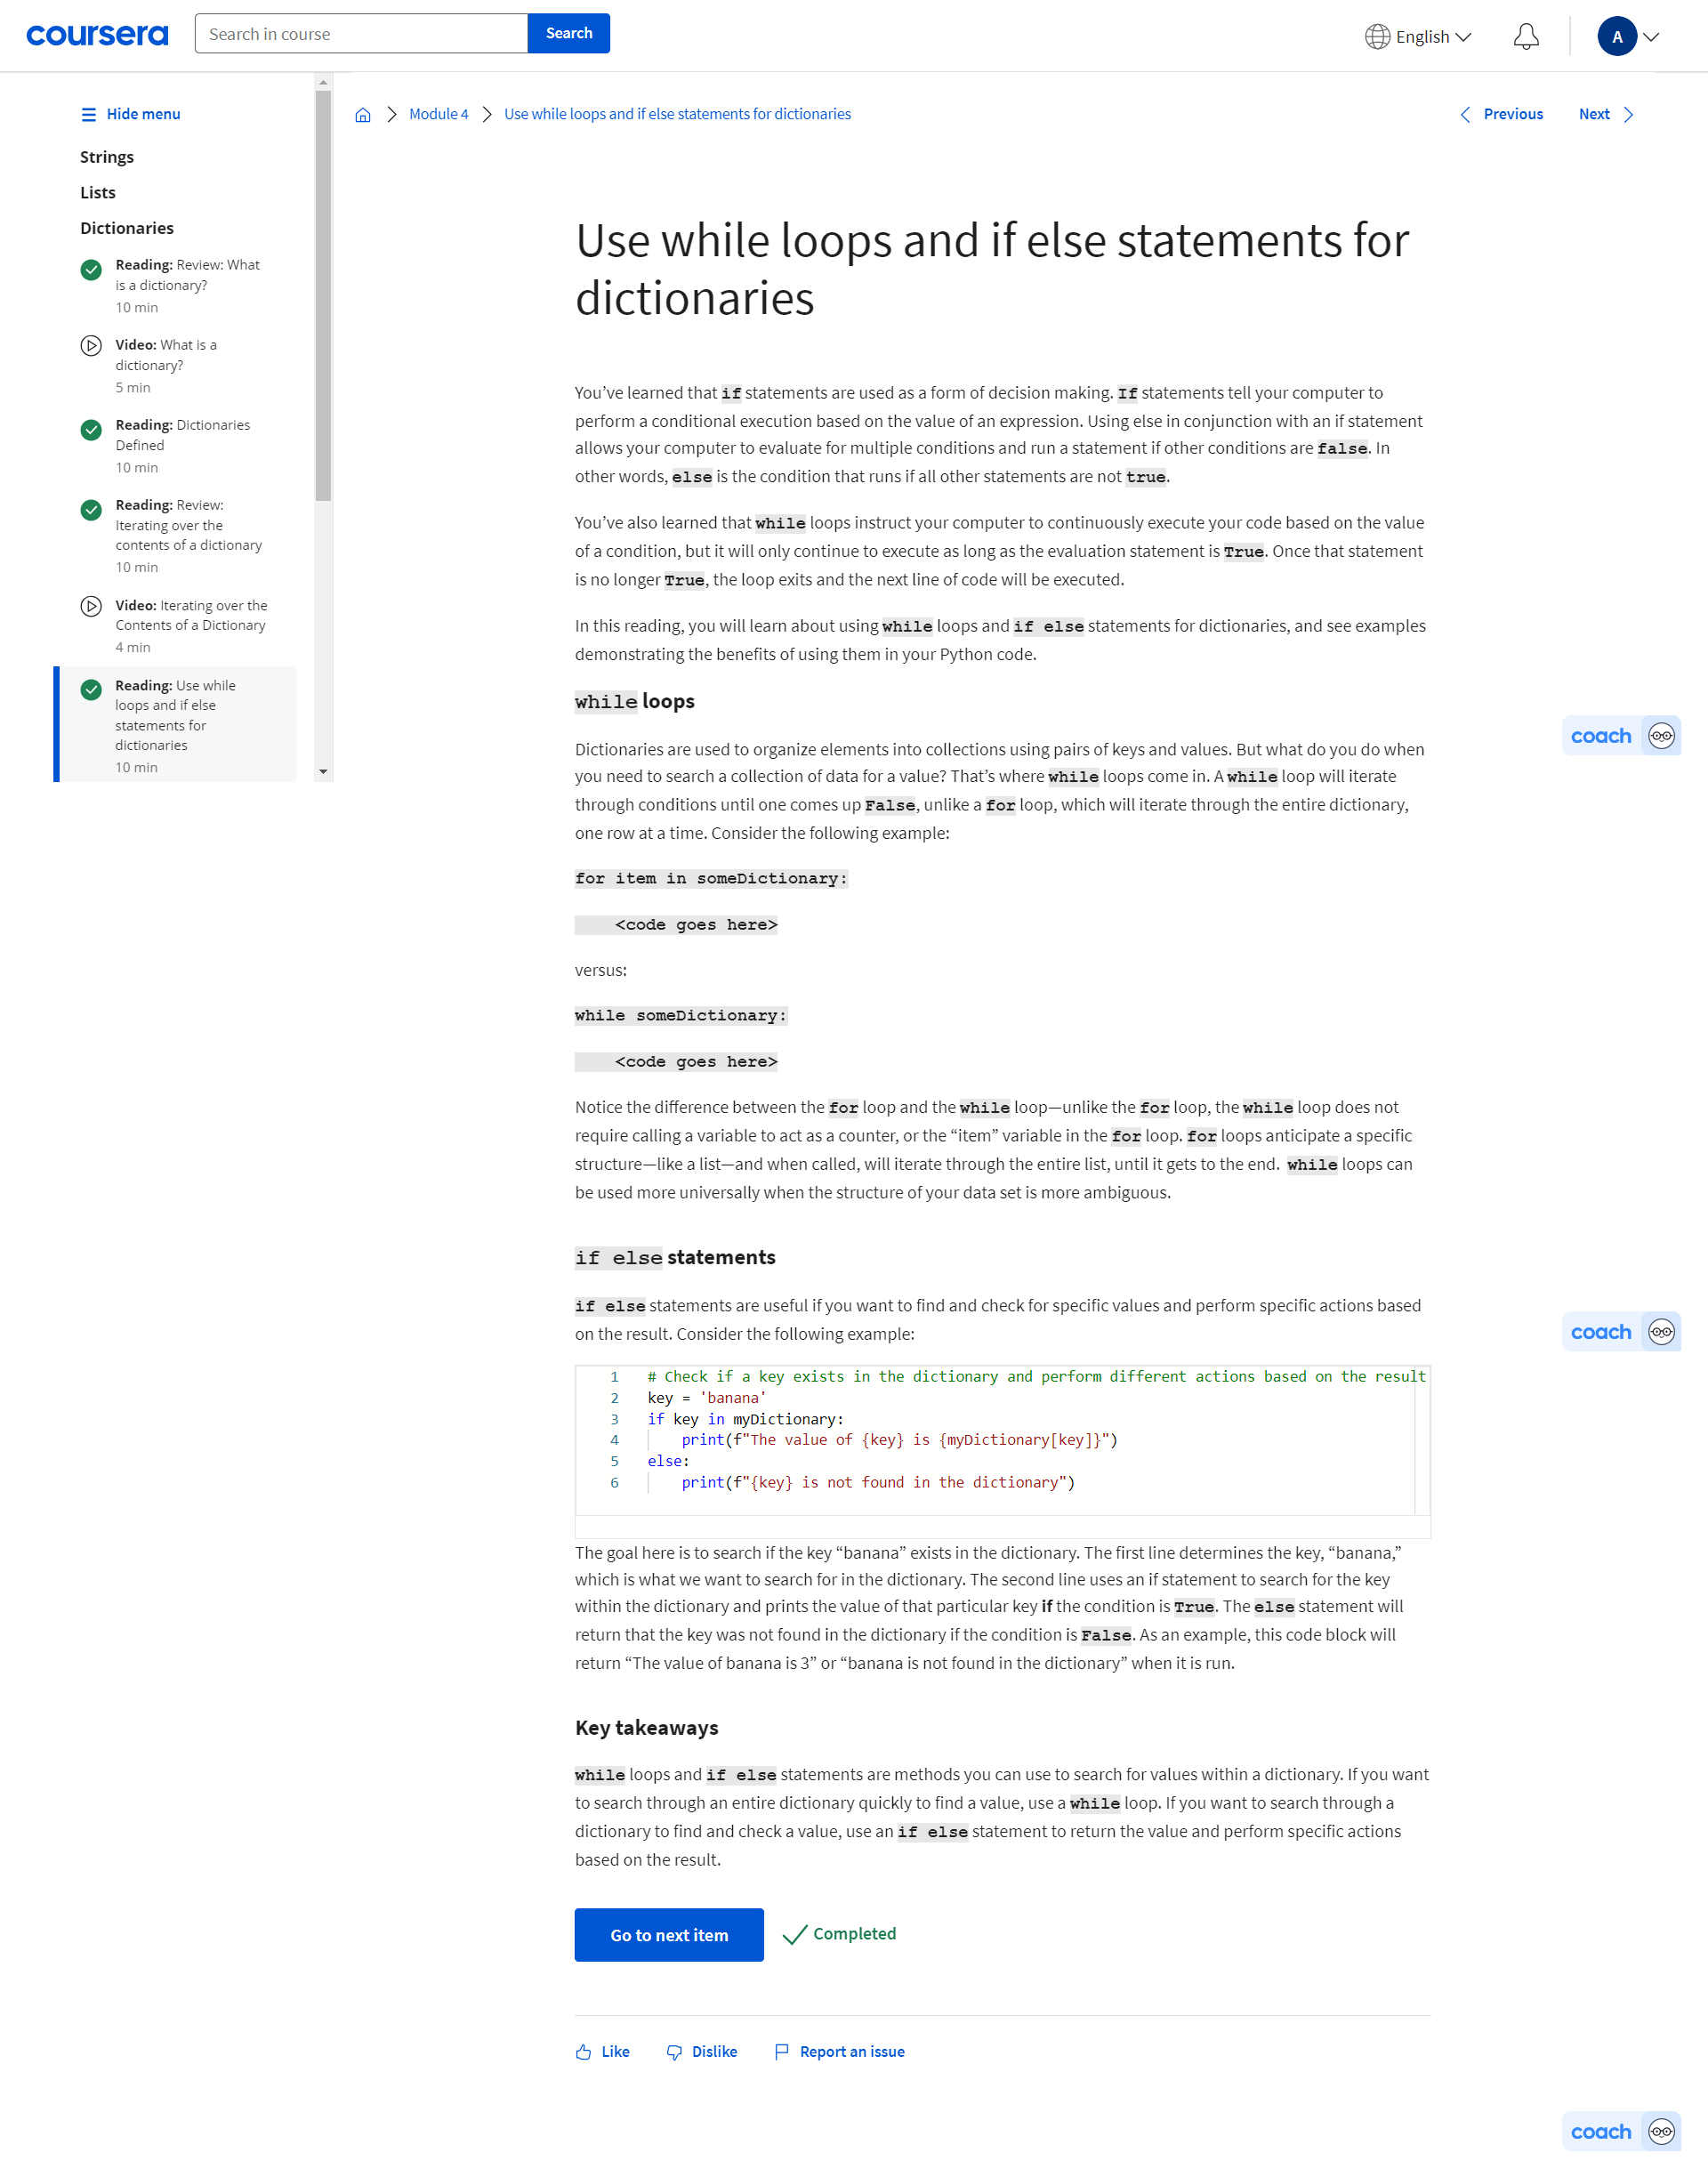 coursera
Search in course
Search
English
A
Hide menu
Strings
Lists
Dictionaries
Reading: Review: What
is a dictionary?
10 min
Video: What is a
dictionary?
5 min
Reading: Dictionaries
Defined
10 min
Reading: Review:
Iterating over the
contents of a dictionary
10 min
Video: Iterating over the
Contents of a Dictionary
4 min
Reading: Use while
loops and if else
statements for
dictionaries
10 min
Module 4
Use while loops and if else statements for dictionaries
Previous
Next
Use while loops and if else statements for
dictionaries
You’ve learned that if statements are used as a form of decision making. If statements tell your computer to
perform a conditional execution based on the value of an expression. Using else in conjunction with an if statement
allows your computer to evaluate for multiple conditions and run a statement if other conditions are false. In
other words, else is the condition that runs if all other statements are not true.
You’ve also learned that while loops instruct your computer to continuously execute your code based on the value
of a condition, but it will only continue to execute as long as the evaluation statement is True. Once that statement
is no longer True, the loop exits and the next line of code will be executed.
In this reading, you will learn about using while loops and if else statements for dictionaries, and see examples
demonstrating the benefits of using them in your Python code.
while loops
Dictionaries are used to organize elements into collections using pairs of keys and values. But what do you do when
you need to search a collection of data for a value? That’s where while loops come in. A while loop will iterate
through conditions until one comes up False, unlike a for loop, which will iterate through the entire dictionary,
one row at a time. Consider the following example:
for item in someDictionary:
<code goes here>
versus:
while someDictionary:
<code goes here>
Notice the difference between the for loop and the while loop—unlike the for loop, the while loop does not
require calling a variable to act as a counter, or the “item” variable in the for loop. for loops anticipate a specific
structure—like a list—and when called, will iterate through the entire list, until it gets to the end. while loops can
be used more universally when the structure of your data set is more ambiguous.
if else statements
if else statements are useful if you want to find and check for specific values and perform specific actions based
on the result. Consider the following example:
1 # Check if a key exists in the dictionary and perform different actions based on the result
2 key = 'banana'
3 if key in myDictionary:
4 print(f"The value of {key} is {myDictionary[key]}")
5 else:
6 print(f"{key} is not found in the dictionary")
The goal here is to search if the key “banana” exists in the dictionary. The first line determines the key, “banana,”
which is what we want to search for in the dictionary. The second line uses an if statement to search for the key
within the dictionary and prints the value of that particular key if the condition is True. The else statement will
return that the key was not found in the dictionary if the condition is False. As an example, this code block will
return “The value of banana is 3” or “banana is not found in the dictionary” when it is run.
Key takeaways
while loops and if else statements are methods you can use to search for values within a dictionary. If you want
to search through an entire dictionary quickly to find a value, use a while loop. If you want to search through a
dictionary to find and check a value, use an if else statement to return the value and perform specific actions
based on the result.
Go to next item
Completed
Like
Dislike
Report an issue
coach
coach
coach